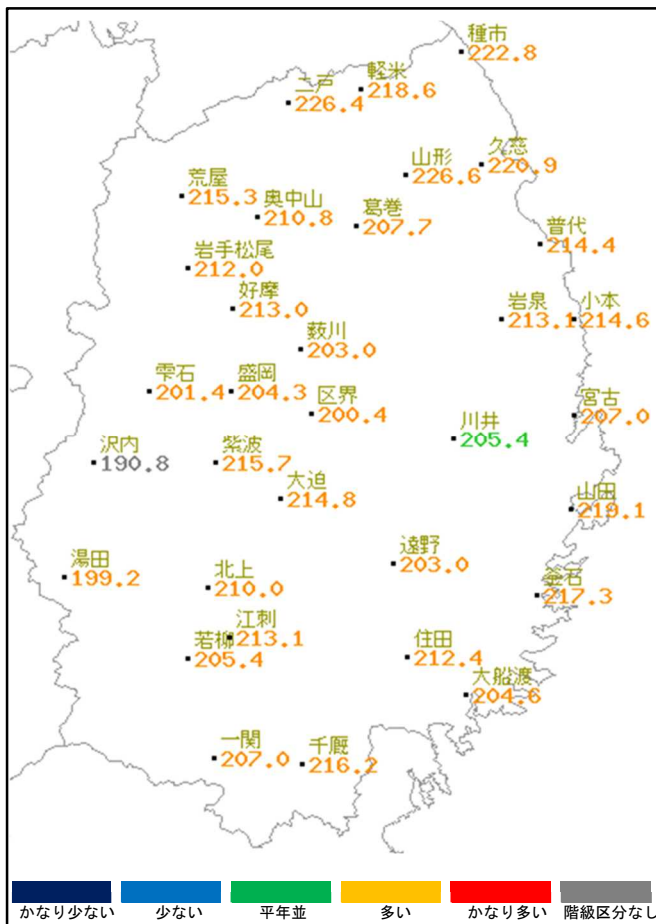 種市
222.8
軽米
218.6
二戸
226.4
久慈
220.9
山形
226.6
荒屋
215.3
奥中山
210.8
葛巻
207.7
普代
214.4
岩手松尾
212.0
好摩
213.0
岩泉
213.1
小本
214.6
薮川
203.0
雫石
201.4
盛岡
204.3
区界
200.4
宮古
207.0
川井
205.4
沢内
190.8
紫波
215.7
大迫
214.8
山田
219.1
遠野
203.0
湯田
199.2
北上
210.0
釜石
217.3
江刺
213.1
若柳
205.4
住田
212.4
大船渡
204.6
一関
207.0
千厩
216.2
かなり少ない 少ない 平年並 多い かなり多い 階級区分なし